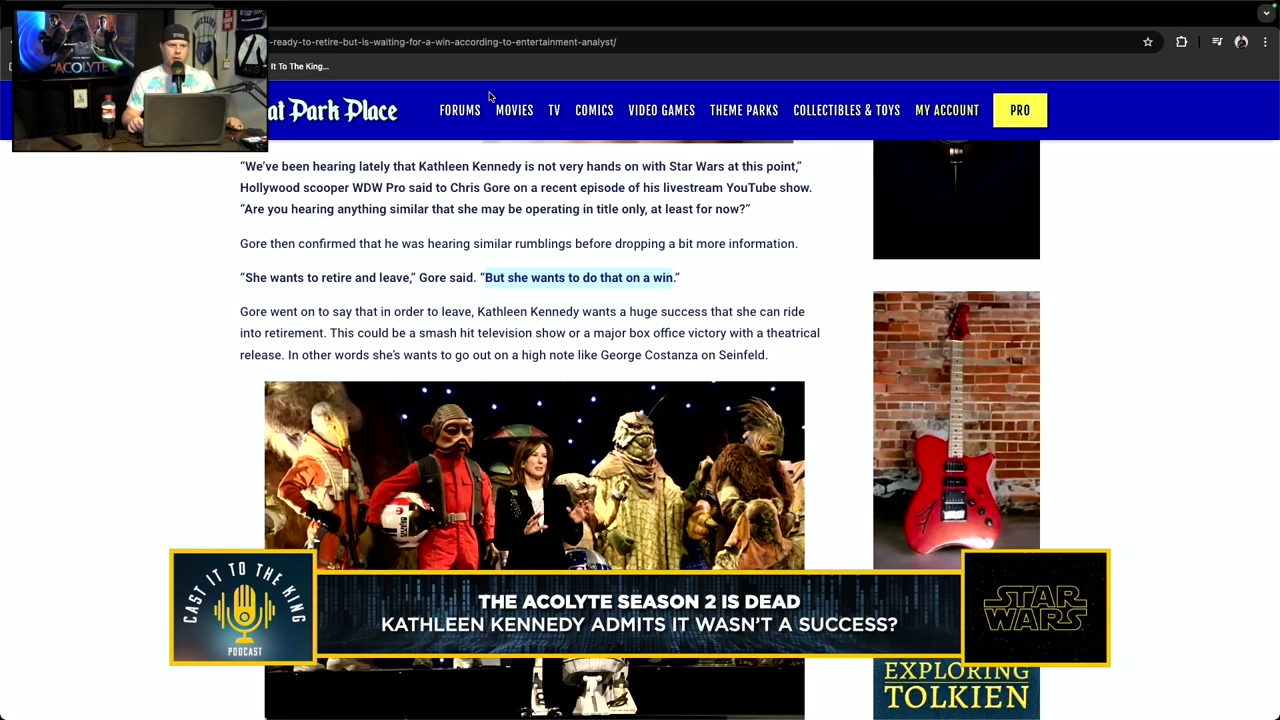 -ready-to-retire-but-is-waiting-for-a-win-according-to-entertainment-analyst/
It To The King...
ACOLYTE
at Park Place
FORUMS MOVIES TV COMICS VIDEO GAMES THEME PARKS COLLECTIBLES & TOYS MY ACCOUNT PRO
“We’ve been hearing lately that Kathleen Kennedy is not very hands on with Star Wars at this point,”
Hollywood scooper WDW Pro said to Chris Gore on a recent episode of his livestream YouTube show.
“Are you hearing anything similar that she may be operating in title only, at least for now?”
Gore then confirmed that he was hearing similar rumblings before dropping a bit more information.
“She wants to retire and leave,” Gore said. “But she wants to do that on a win.”
Gore went on to say that in order to leave, Kathleen Kennedy wants a huge success that she can ride
into retirement. This could be a smash hit television show or a major box office victory with a theatrical
release. In other words she’s wants to go out on a high note like George Costanza on Seinfeld.
CAST IT TO THE KING
PODCAST
THE ACOLYTE SEASON 2 IS DEAD
KATHLEEN KENNEDY ADMITS IT WASN'T A SUCCESS?
STAR
WARS
EXPLORING
TOLKIEN